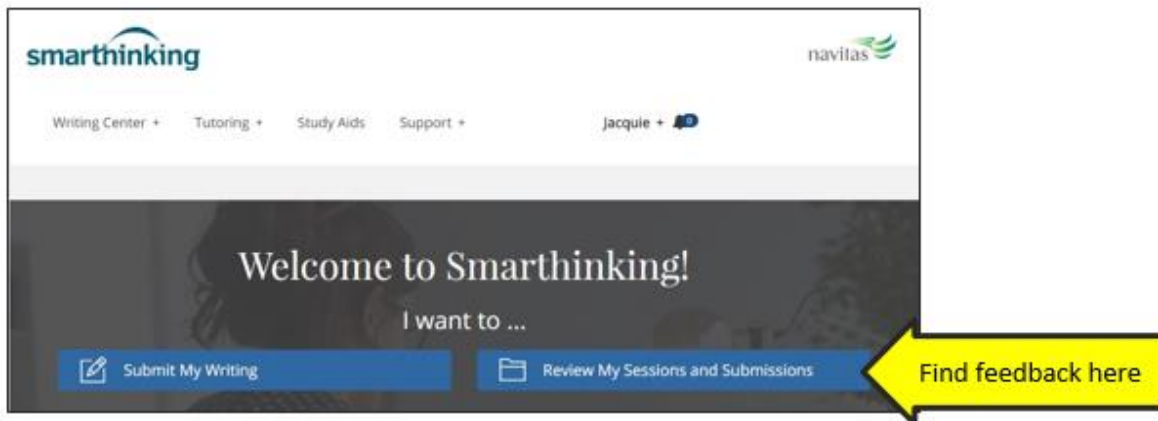 smarthinking
navitas
Writing Center +
Tutoring +
Study Aids
Support +
Jacquie +
0
Welcome to Smarthinking!
I want to ...
Submit My Writing
Review My Sessions and Submissions
Find feedback here